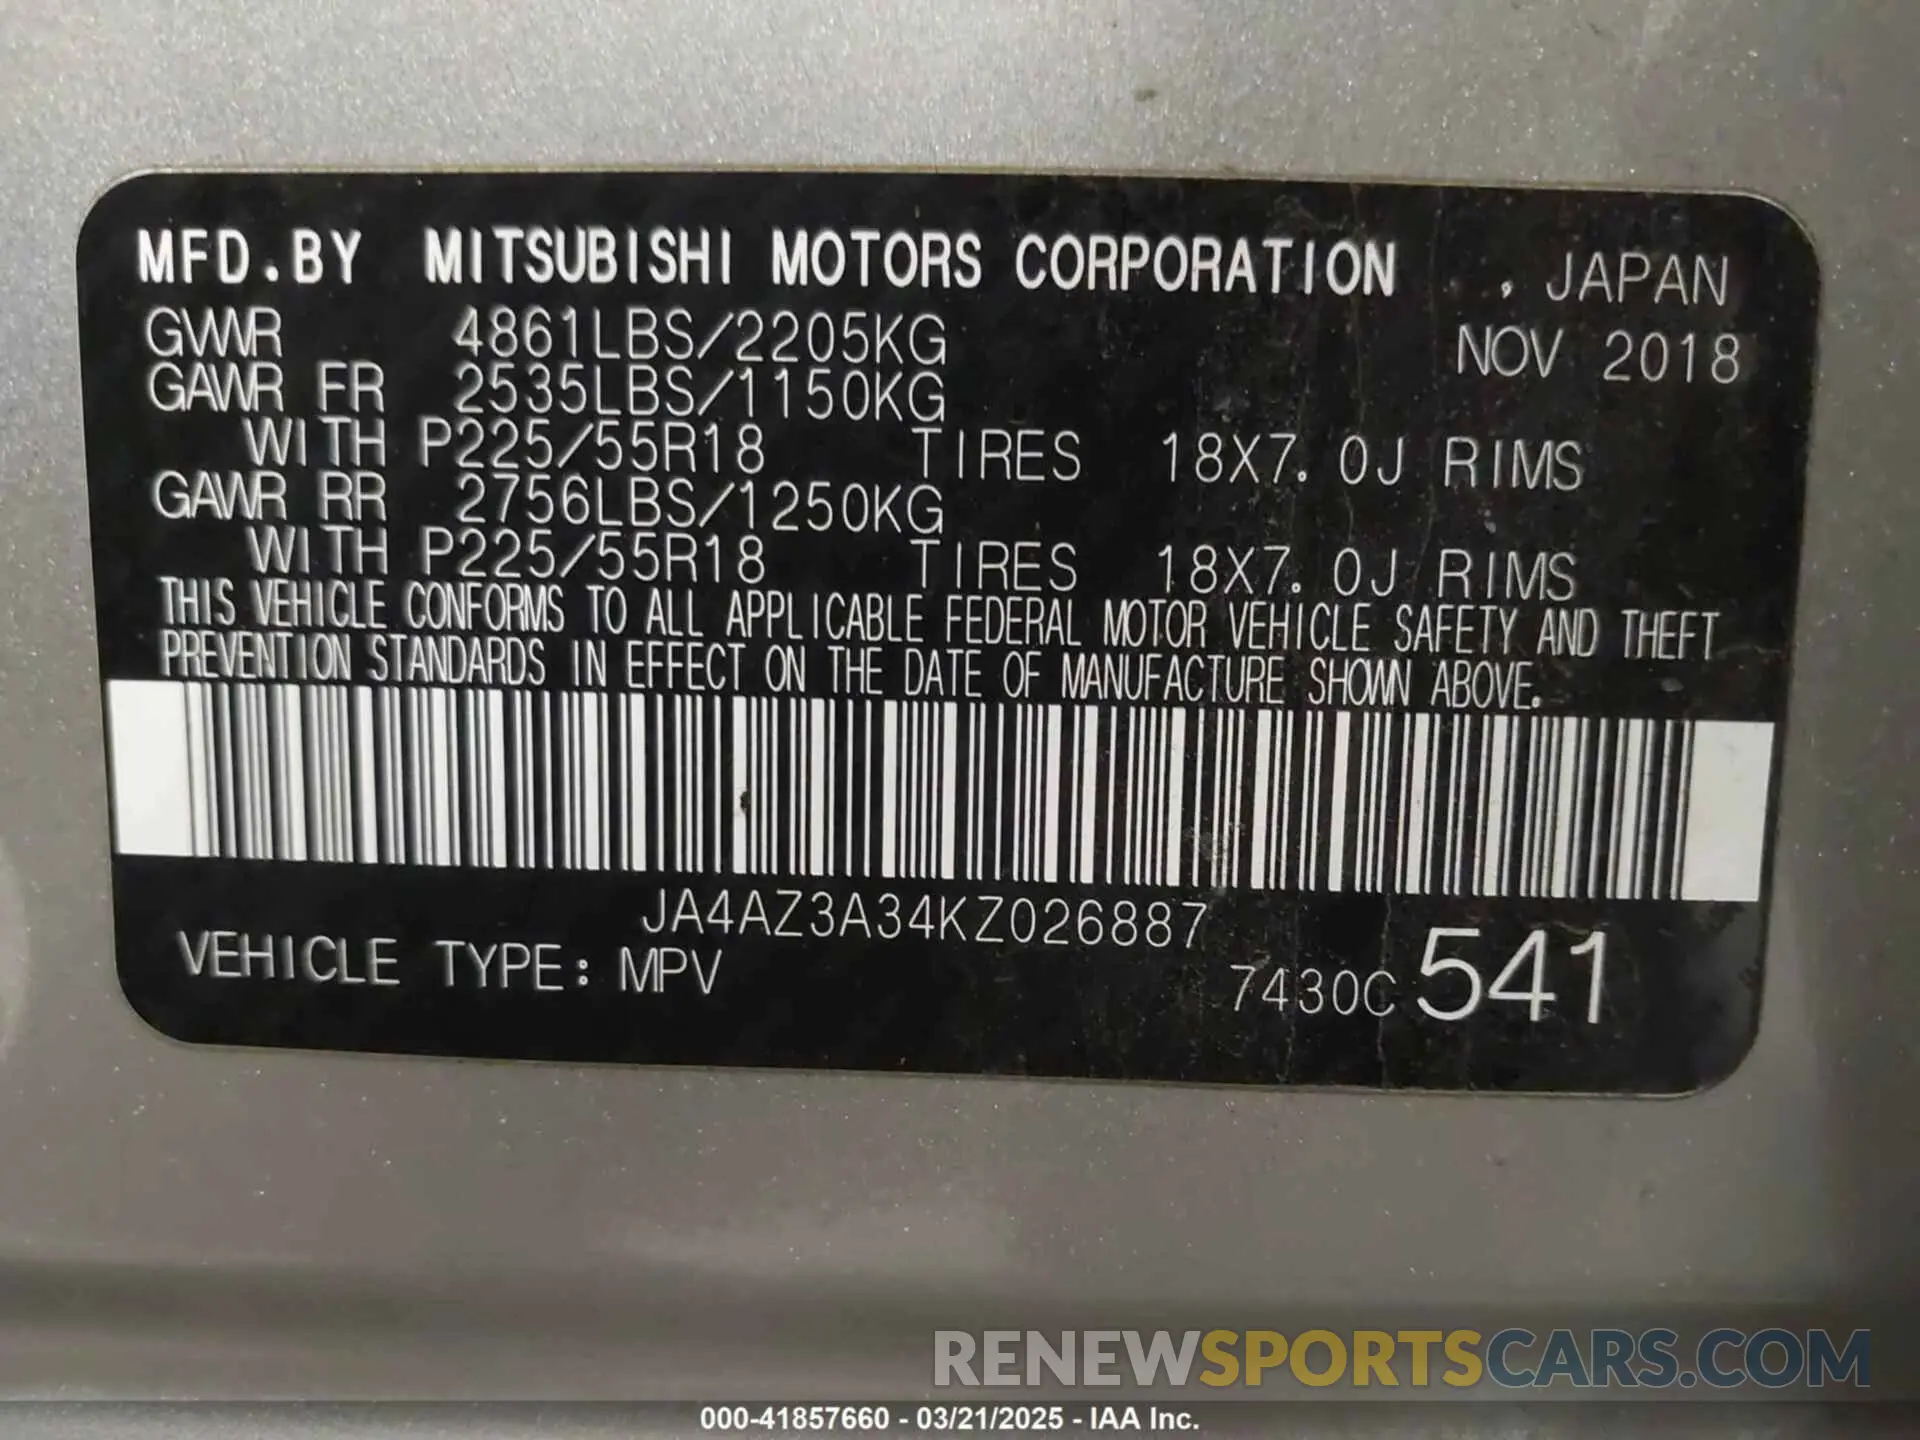 MFD.BY MITSUBISHI MOTORS CORPORATION , JAPAN
GVWR 4861LBS/2205KG NOV 2018
GAWR FR 2535LBS/1150KG
WITH P225/55R18 TIRES 18X7.0J RIMS
GAWR RR 2756LBS/1250KG
WITH P225/55R18 TIRES 18X7.0J RIMS
THIS VEHICLE CONFORMS TO ALL APPLICABLE FEDERAL MOTOR VEHICLE SAFETY AND THEFT
PREVENTION STANDARDS IN EFFECT ON THE DATE OF MANUFACTURE SHOWN ABOVE.
JA4AZ3A34KZ026887
VEHICLE TYPE: MPV 7430C 541
RENEWSPORTSCARS.COM
000-41857660 - 03/21/2025 - IAA Inc.